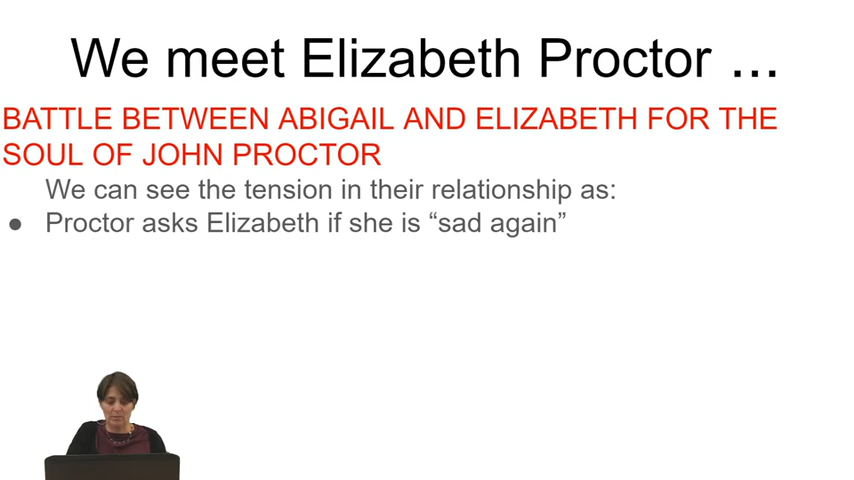 We meet Elizabeth Proctor ...
BATTLE BETWEEN ABIGAIL AND ELIZABETH FOR THE
SOUL OF JOHN PROCTOR
We can see the tension in their relationship as:
● Proctor asks Elizabeth if she is “sad again”